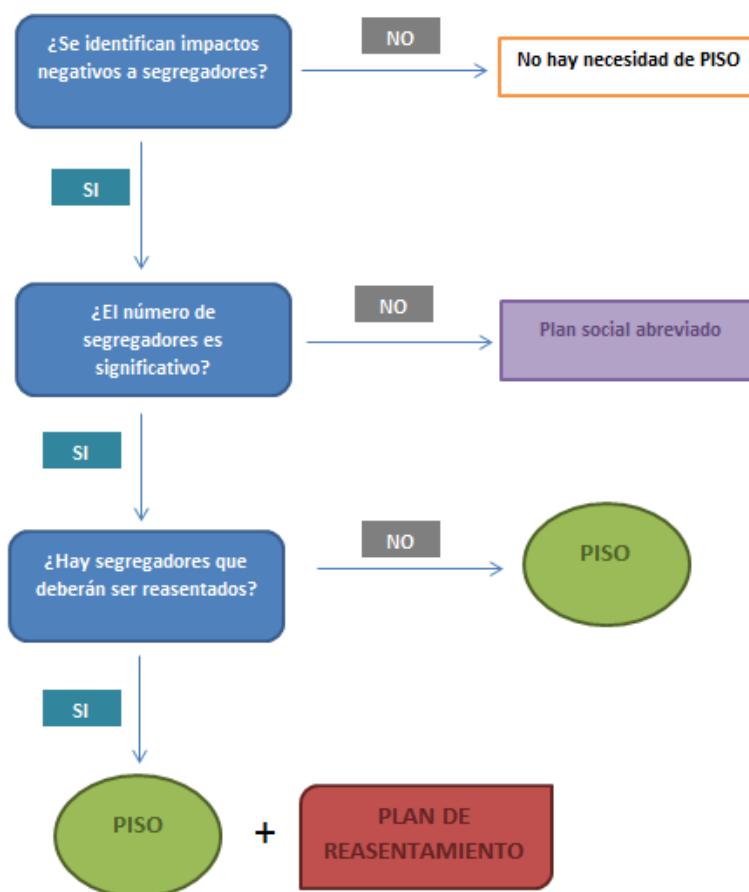 ¿Se identifican impactos
negativos a segregadores?
NO
No hay necesidad de PISO
SI
¿El número de
segregadores es
significativo?
NO
Plan social abreviado
SI
¿Hay segregadores que
deberán ser reasentados?
NO
PISO
SI
PISO
+
PLAN DE
REASENTAMIENTO